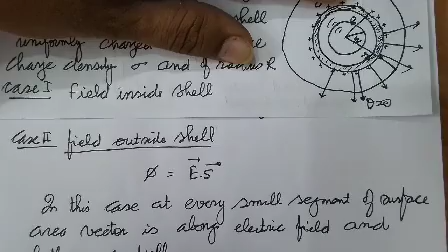 shell
uniformly charged
charge density σ and of radius R
Case I field inside shell
Case II field outside shell
ϕ = E⃗.S⃗
In this case at every small segment of surface
area vector is along electric field and